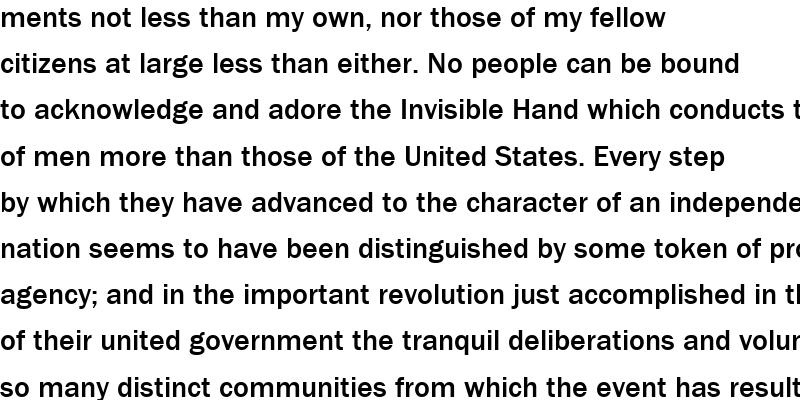 ments not less than my own, nor those of my fellow
citizens at large less than either. No people can be bound
to acknowledge and adore the Invisible Hand which conducts t
of men more than those of the United States. Every step
by which they have advanced to the character of an independe
nation seems to have been distinguished by some token of pro
agency; and in the important revolution just accomplished in th
of their united government the tranquil deliberations and volun
so many distinct communities from which the event has result